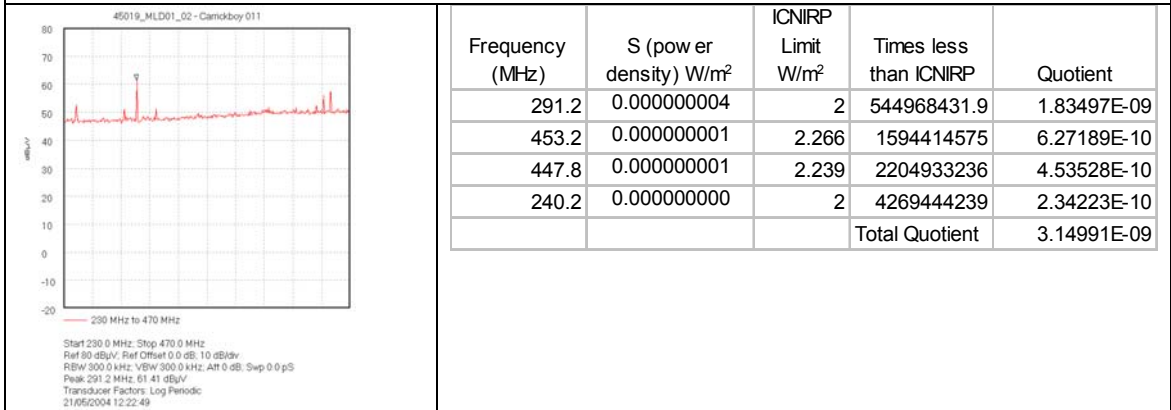 45019_MLD01_02 - Carrickboy 011
80
70
60
50
40
30
20
10
0
-10
-20
dBµV
230 MHz to 470 MHz
Start 230.0 MHz; Stop 470.0 MHz
Ref 80 dBµV; Ref Offset 0.0 dB; 10 dB/div
RBW 300.0 kHz; VBW 300.0 kHz; Att 0 dB; Swp 0.0 pS
Peak 291.2 MHz, 61.41 dBµV
Transducer Factors: Log Periodic
21/05/2004 12:22:49
Frequency (MHz) S (power density) W/m² ICNIRP Limit W/m² Times less than ICNIRP Quotient
291.2 0.000000004 2 544968431.9 1.83497E-09
453.2 0.000000001 2.266 1594414575 6.27189E-10
447.8 0.000000001 2.239 2204933236 4.53528E-10
240.2 0.000000000 2 4269444239 2.34223E-10
Total Quotient 3.14991E-09